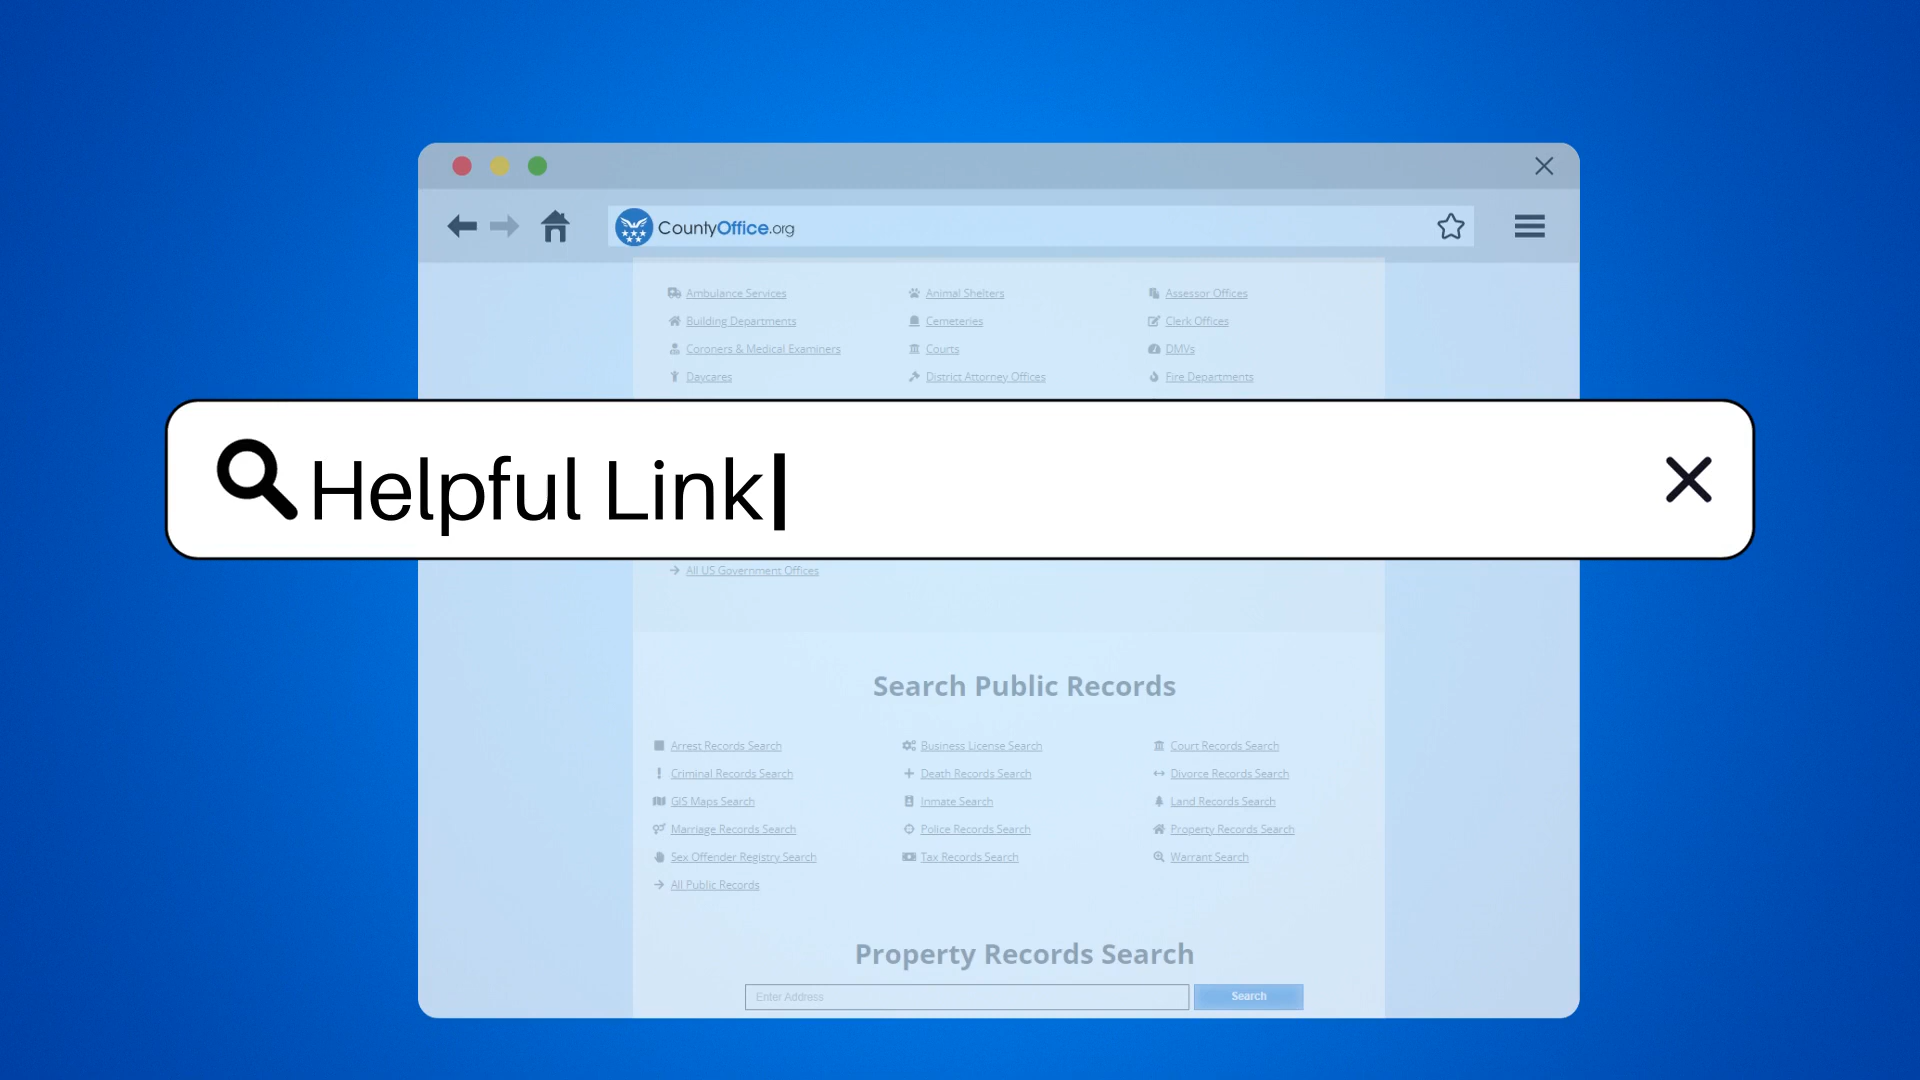 CountyOffice.org
Ambulance Services Animal Shelters Assessor Offices
Building Departments Cemeteries Clerk Offices
Coroners & Medical Examiners Courts DMVs
Daycares District Attorney Offices Fire Departments
Helpful Link
All US Government Offices
Search Public Records
Arrest Records Search Business License Search Court Records Search
Criminal Records Search Death Records Search Divorce Records Search
GIS Maps Search Inmate Search Land Records Search
Marriage Records Search Police Records Search Property Records Search
Sex Offender Registry Search Tax Records Search Warrant Search
All Public Records
Property Records Search
Enter Address Search